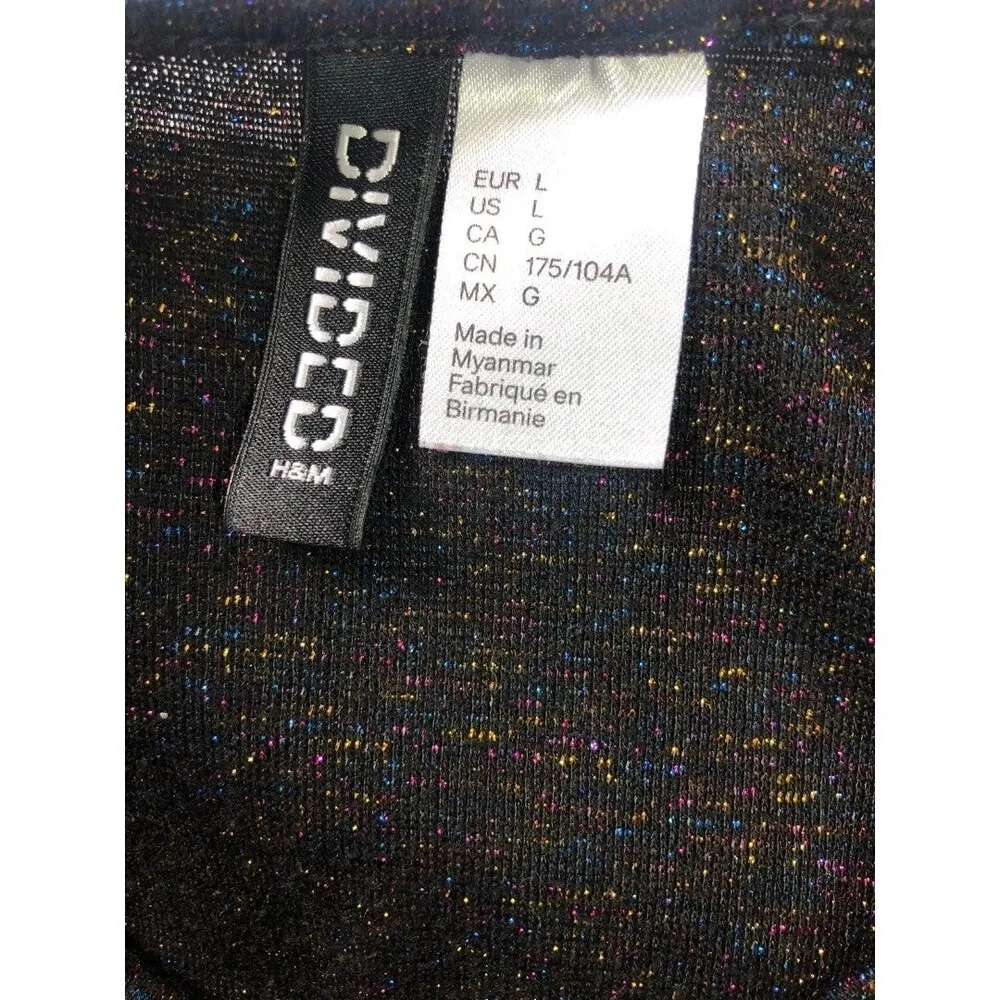 DIVIDED
H&M
EUR L
US L
CA G
CN 175/104A
MX G
Made in
Myanmar
Fabriqué en
Birmanie